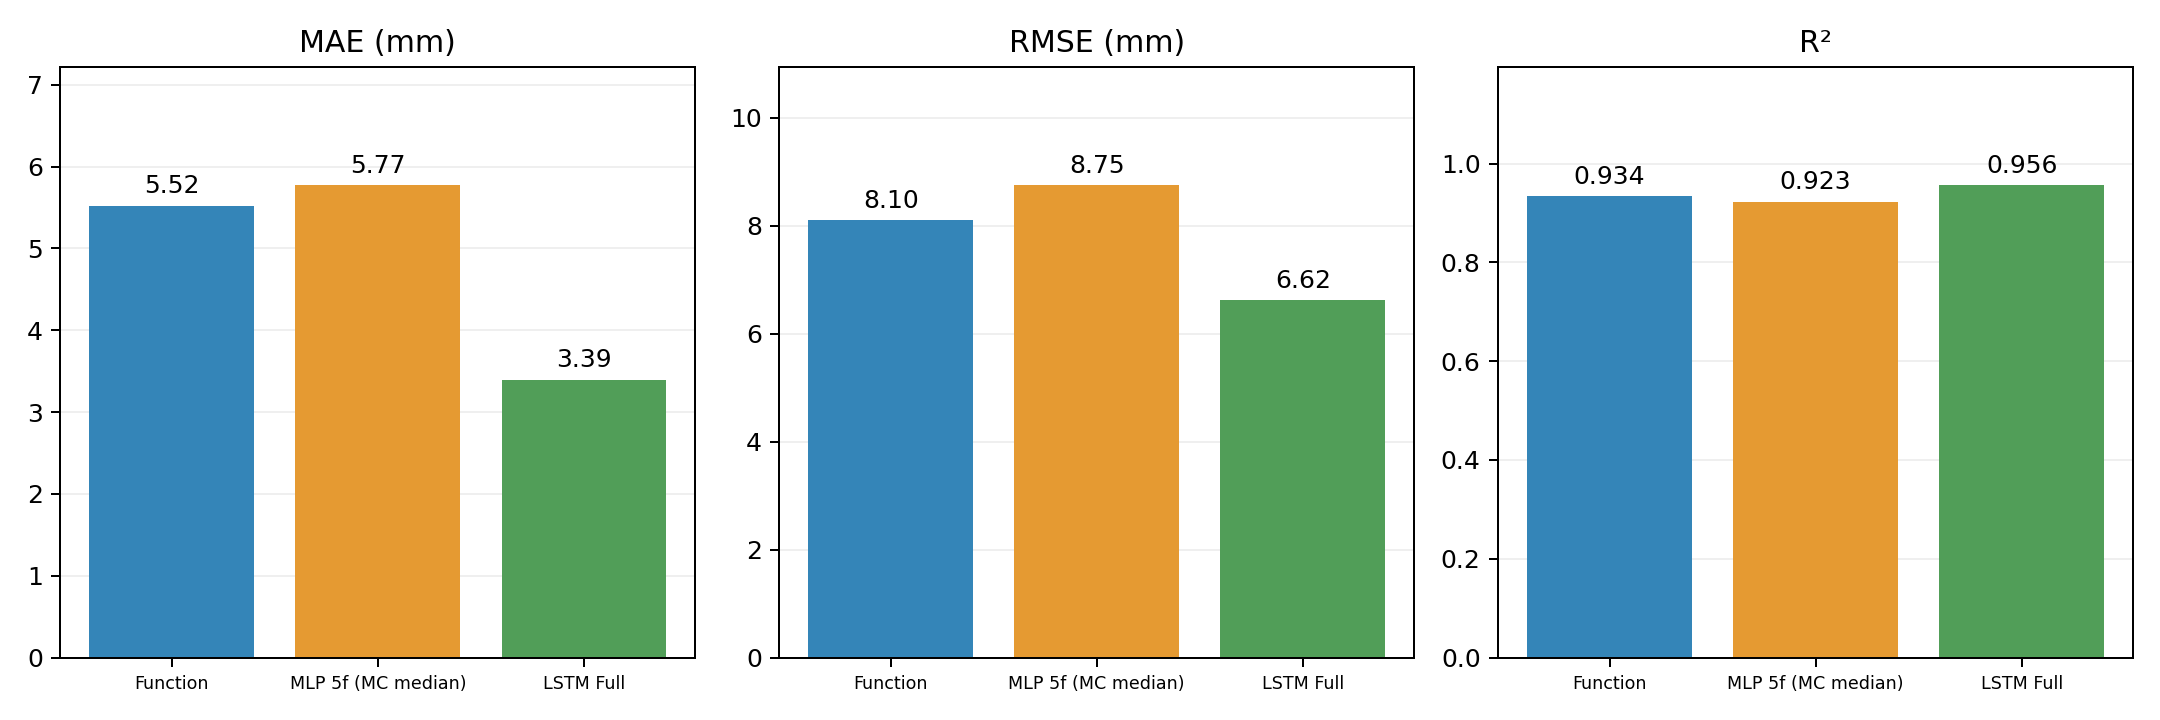 MAE (mm)
7
6
5
4
3
2
1
0
5.52
5.77
3.39
Function
MLP 5f (MC median)
LSTM Full
RMSE (mm)
10
8
6
4
2
0
8.10
8.75
6.62
Function
MLP 5f (MC median)
LSTM Full
R²
1.0
0.8
0.6
0.4
0.2
0.0
0.934
0.923
0.956
Function
MLP 5f (MC median)
LSTM Full